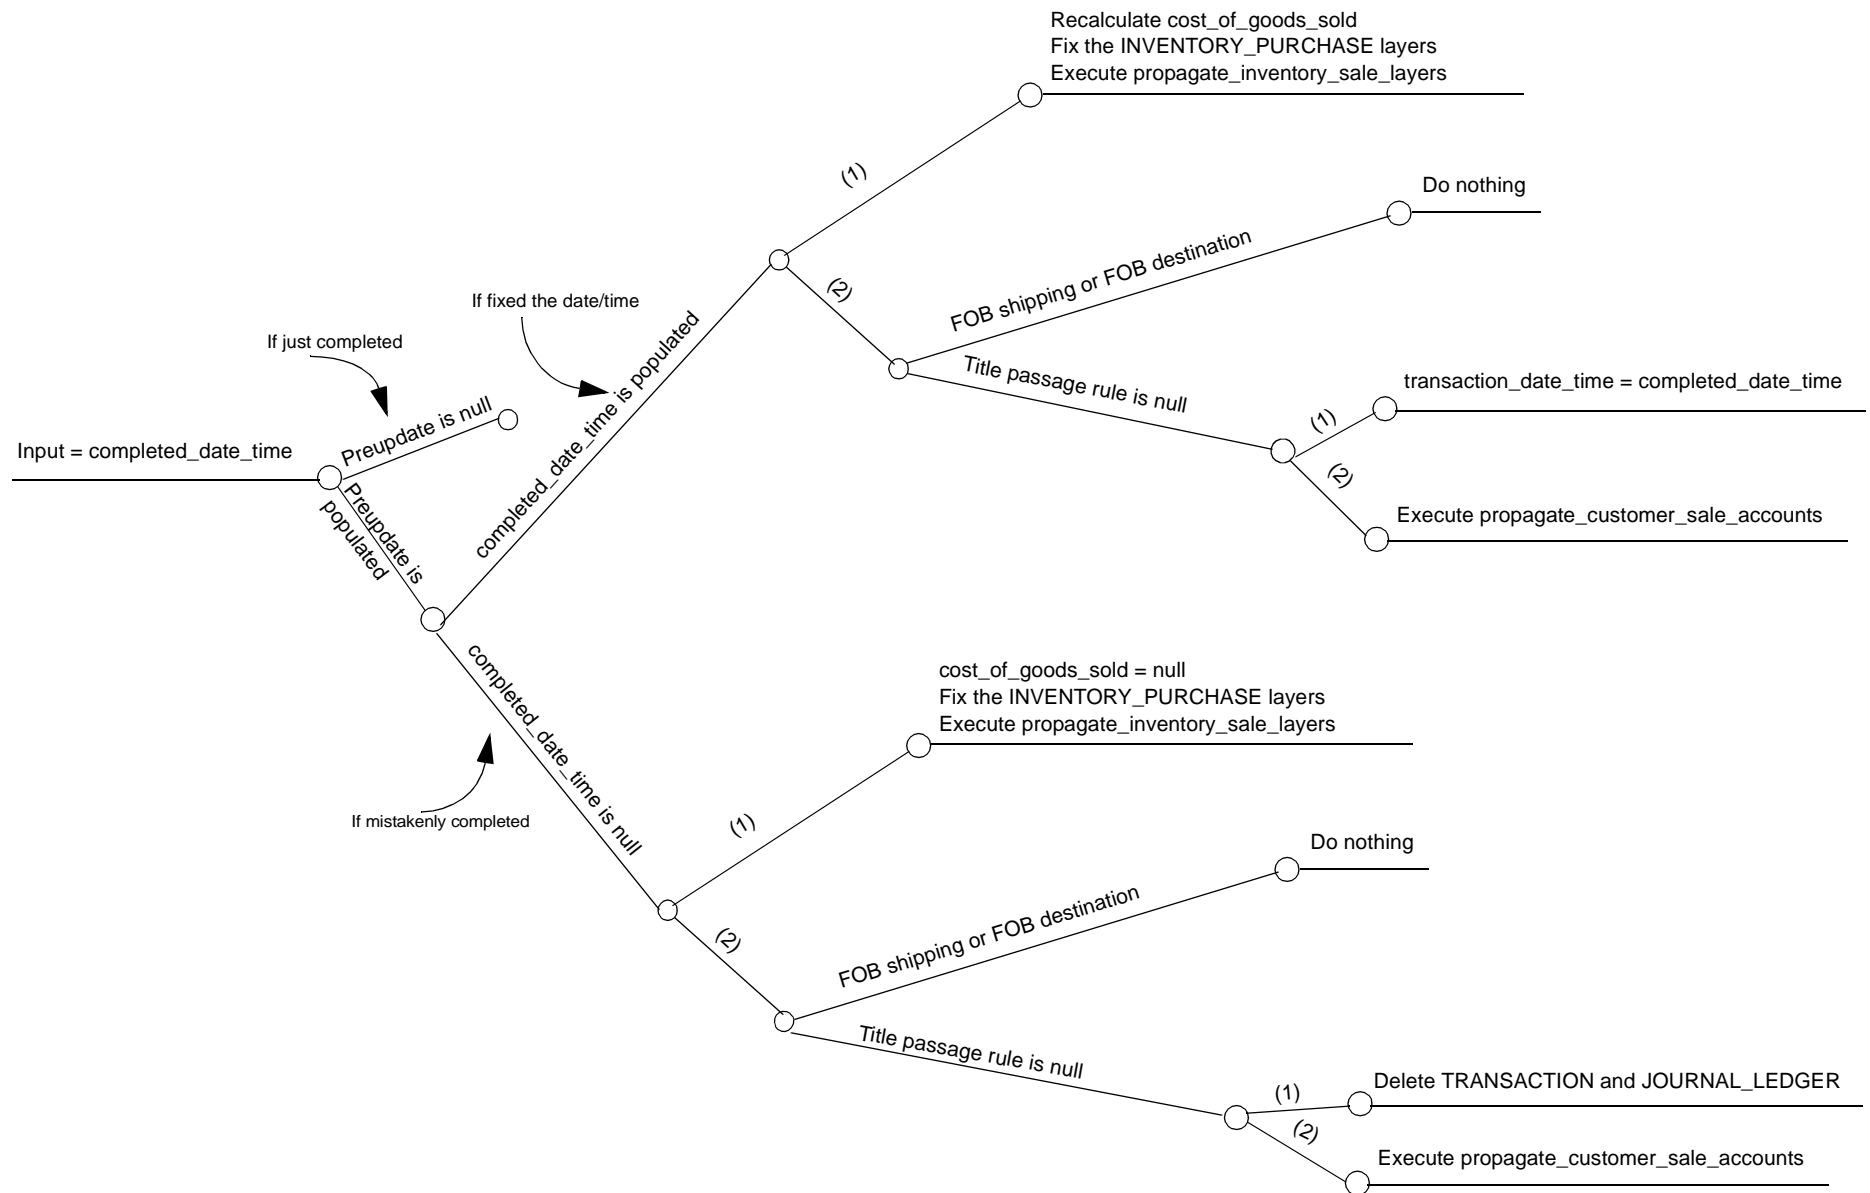 Recalculate cost_of_goods_sold
Fix the INVENTORY_PURCHASE layers
Execute propagate_inventory_sale_layers
(1)
Do nothing
FOB shipping or FOB destination
(2)
If fixed the date/time
If just completed
completed_date_time is populated
Title passage rule is null
transaction_date_time = completed_date_time
(1)
Preupdate is null
Input = completed_date_time
(2)
Preupdate is
populated
Execute propagate_customer_sale_accounts
completed_date_time is null
cost_of_goods_sold = null
Fix the INVENTORY_PURCHASE layers
Execute propagate_inventory_sale_layers
If mistakenly completed
(1)
Do nothing
FOB shipping or FOB destination
(2)
Title passage rule is null
Delete TRANSACTION and JOURNAL_LEDGER
(1)
(2)
Execute propagate_customer_sale_accounts